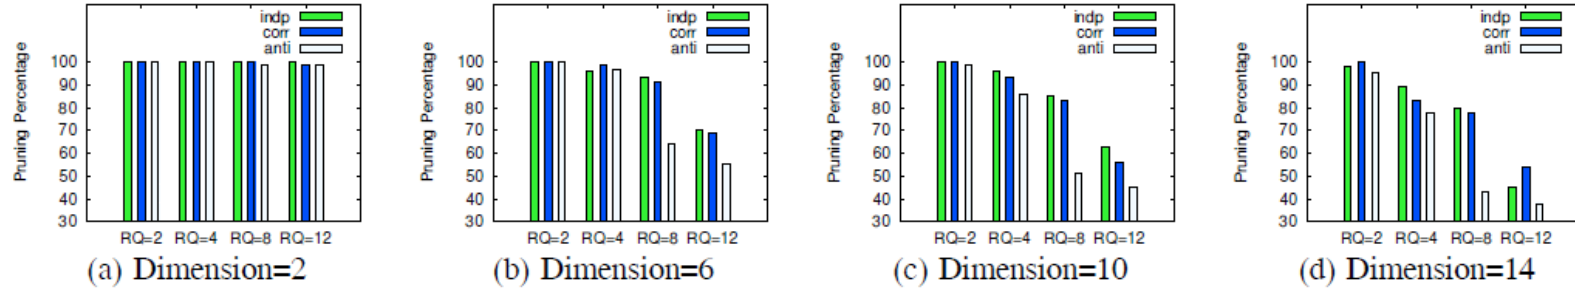 Pruning Percentage
indp
corr
anti
100
90
80
70
60
50
40
30
RQ=2 RQ=4 RQ=8 RQ=12
(a) Dimension=2
Pruning Percentage
indp
corr
anti
100
90
80
70
60
50
40
30
RQ=2 RQ=4 RQ=8 RQ=12
(b) Dimension=6
Pruning Percentage
indp
corr
anti
100
90
80
70
60
50
40
30
RQ=2 RQ=4 RQ=8 RQ=12
(c) Dimension=10
Pruning Percentage
indp
corr
anti
100
90
80
70
60
50
40
30
RQ=2 RQ=4 RQ=8 RQ=12
(d) Dimension=14